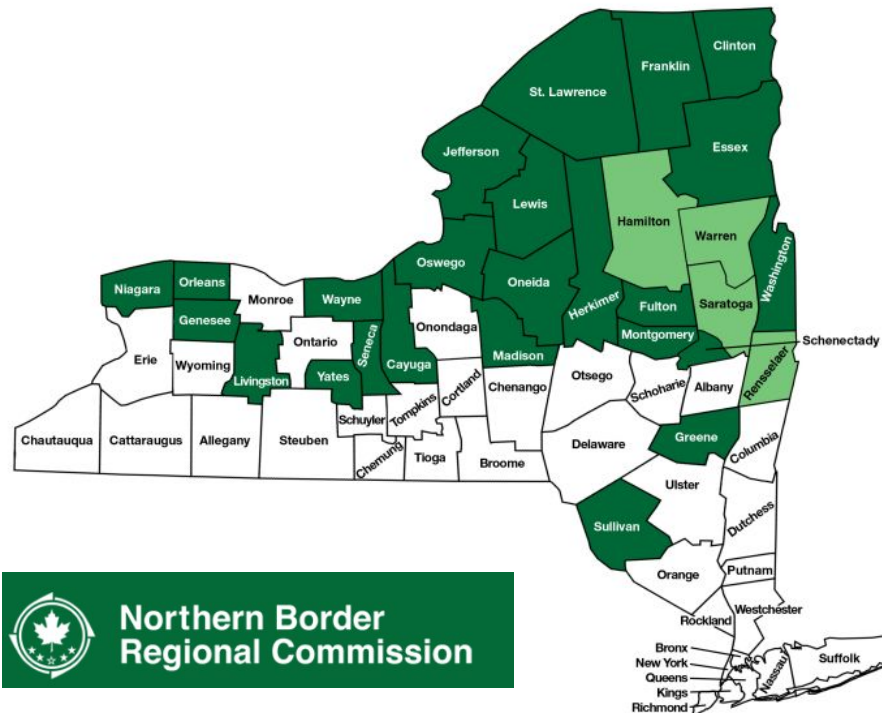 Clinton
Franklin
St. Lawrence
Essex
Jefferson
Lewis
Hamilton
Warren
Washington
Oswego
Oneida
Herkimer
Niagara
Orleans
Monroe
Wayne
Fulton
Saratoga
Genesee
Onondaga
Montgomery
Schenectady
Ontario
Seneca
Cayuga
Madison
Erie
Wyoming
Livingston
Yates
Rensselaer
Otsego
Schoharie
Albany
Cortland
Chenango
Schuyler
Tompkins
Chautauqua
Cattaraugus
Allegany
Steuben
Chemung
Tioga
Broome
Delaware
Greene
Columbia
Ulster
Sullivan
Dutchess
Orange
Putnam
Northern Border
Regional Commission
Rockland
Westchester
Bronx
New York
Queens
Kings
Richmond
Nassau
Suffolk